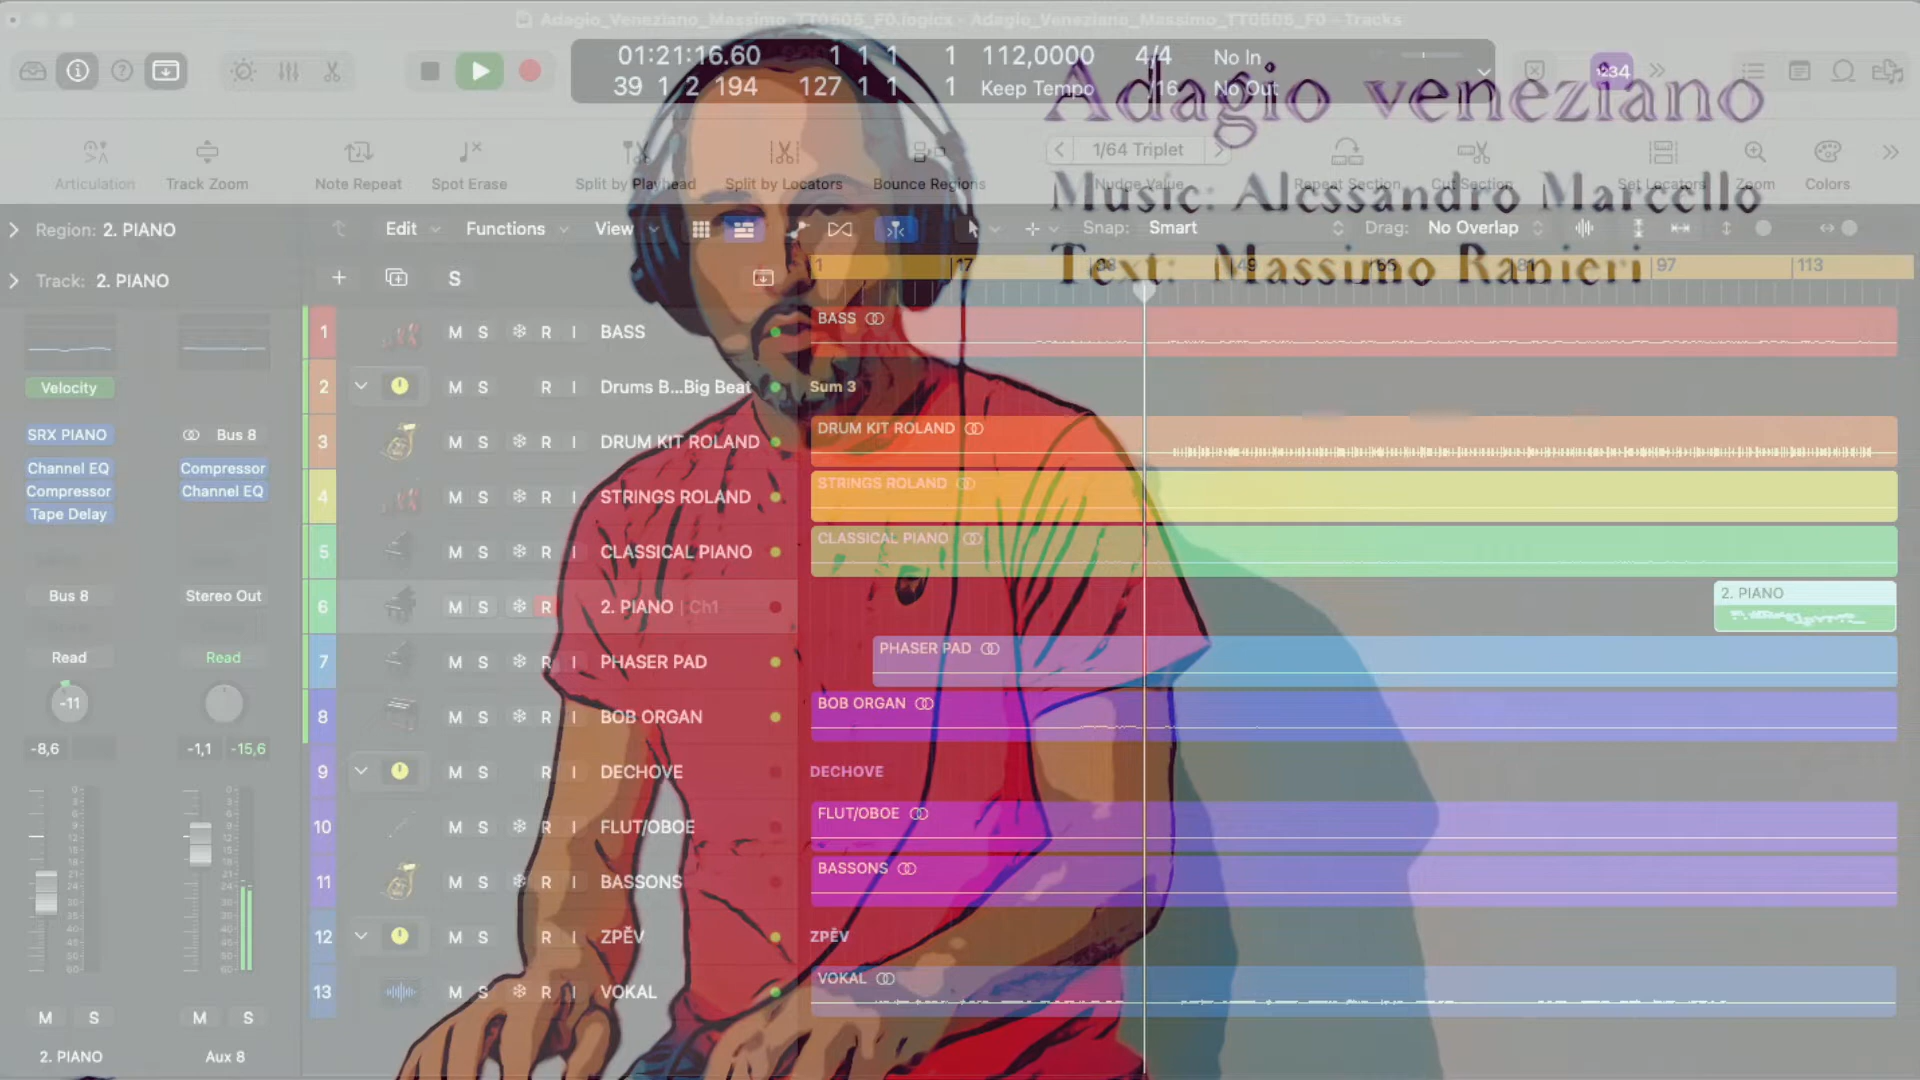 Adagio_Veneziano_Massimo_TT0505_F0.logicx - Adagio_Veneziano_Massimo_TT0505_F0 - Tracks
01:21:16.60 1 1 1 1 112,0000 4/4 No In
39 1 2 194 127 1 1 1 Keep Tempo /16 No Out
1234
Adagio veneziano
Articulation Track Zoom Note Repeat Spot Erase Split by Playhead Split by Locators Bounce Regions
1/64 Triplet
Nudge Value Repeat Section Cut Section Set Locators Zoom Colors
Music: Alessandro Marcello
Region: 2. PIANO Edit Functions View Snap: Smart Drag: No Overlap
Text: Massimo Ranieri
Track: 2. PIANO S 1 17 33 49 65 81 97 113
1 M S R I BASS BASS
Velocity
2 M S R I Drums B...Big Beat Sum 3
SRX PIANO Bus 8
3 M S R I DRUM KIT ROLAND DRUM KIT ROLAND
Channel EQ Compressor
Compressor Channel EQ
Tape Delay
4 M S R I STRINGS ROLAND STRINGS ROLAND
5 M S R I CLASSICAL PIANO CLASSICAL PIANO
Bus 8 Stereo Out
6 M S R 2. PIANO | Ch1 2. PIANO
Read Read
7 M S R I PHASER PAD PHASER PAD
-11
8 M S R I BOB ORGAN BOB ORGAN
-8,6 -1,1 -15,6
9 M S R I DECHOVE DECHOVE
10 M S R I FLUT/OBOE FLUT/OBOE
11 M S R I BASSONS BASSONS
12 M S R I ZPĚV ZPĚV
13 M S R I VOKAL VOKAL
M S M S
2. PIANO Aux 8